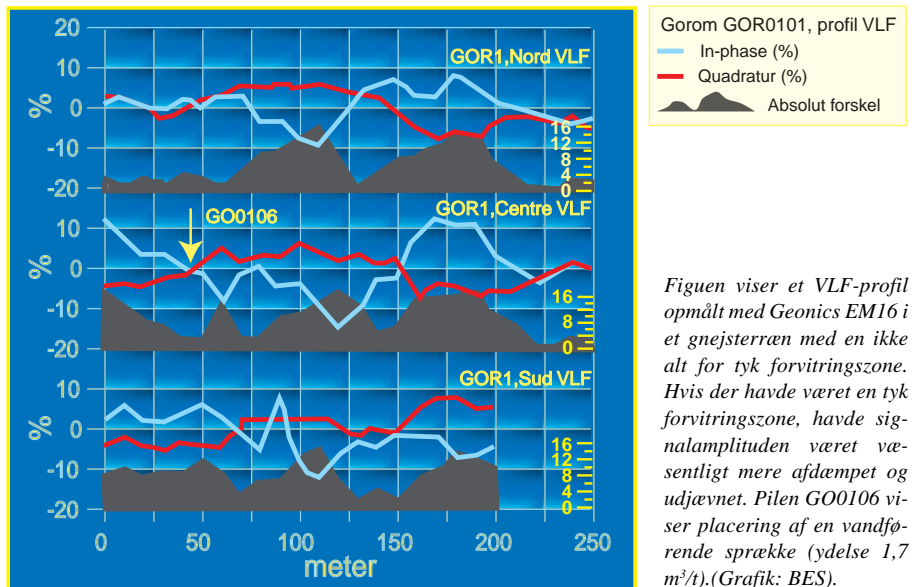 20
10
0
-10
-20
%
GOR1,Nord VLF
16
12
8
4
0
10
0
-10
-20
%
GO0106
GOR1,Centre VLF
16
8
4
0
10
0
-10
-20
%
GOR1,Sud VLF
16
12
8
4
0
0
50
100
150
200
250
meter
Gorom GOR0101, profil VLF
In-phase (%)
Quadratur (%)
Absolut forskel
Figuen viser et VLF-profil
opmålt med Geonics EM16 i
et gnejsterræn med en ikke
alt for tyk forvitringszone.
Hvis der havde været en tyk
forvitringszone, havde sig-
nalamplituden været væ-
sentligt mere afdæmpet og
udjævnet. Pilen GO0106 vi-
ser placering af en vandfø-
rende sprække (ydelse 1,7
m³/t).(Grafik: BES).